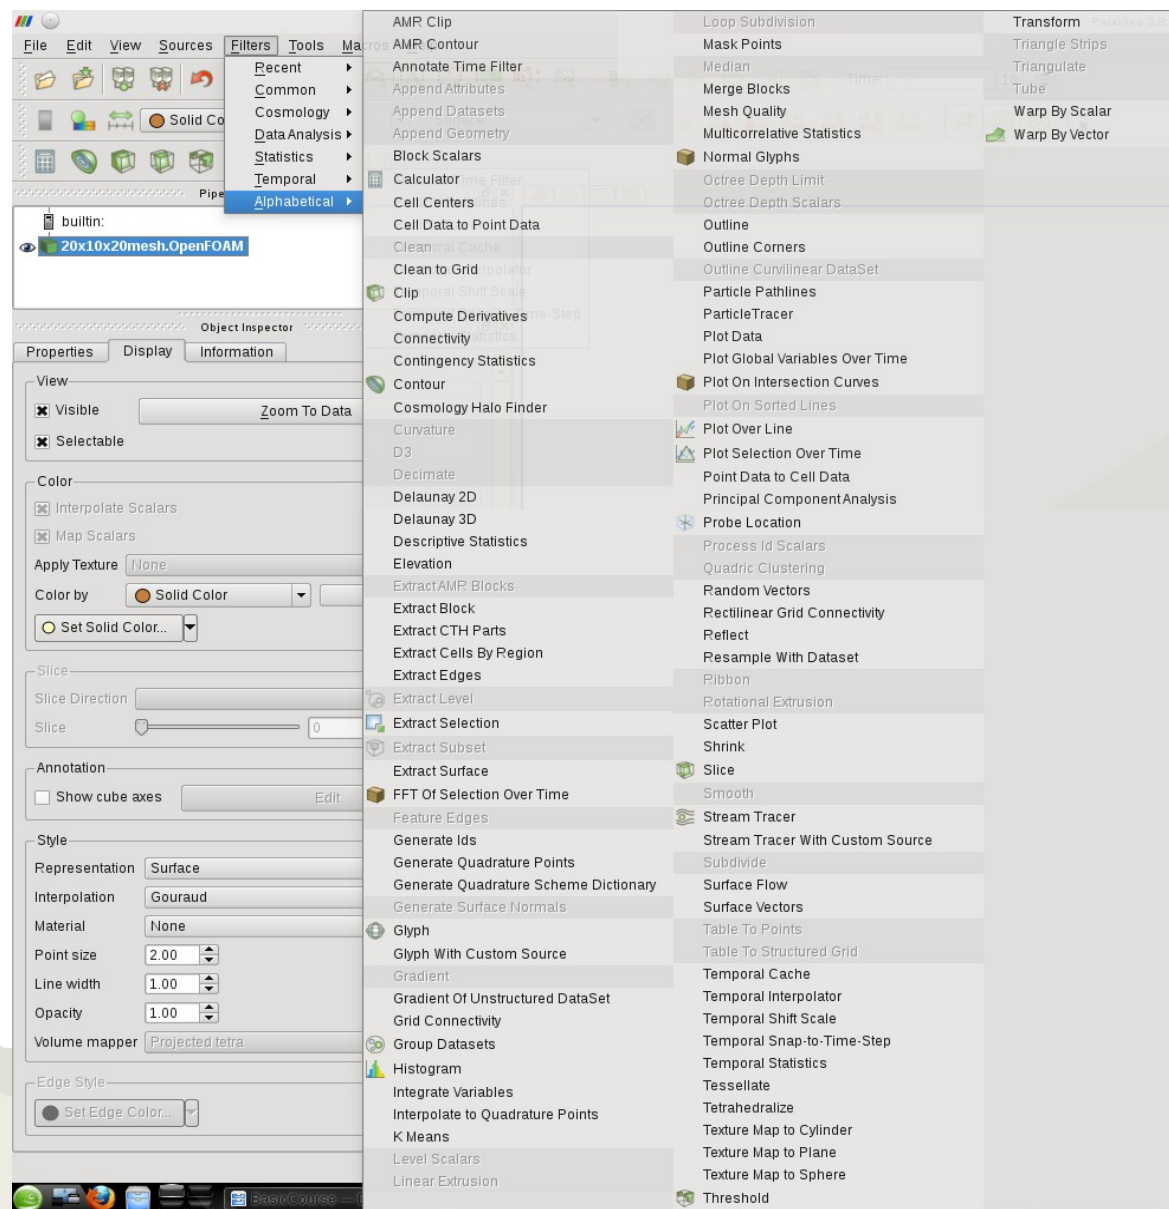 File Edit View Sources Filters Tools Macros
Solid Co
Pipe
builtin:
20x10x20mesh.OpenFOAM
Object Inspector
Properties Display Information
View
Visible Zoom To Data
Selectable
Color
Interpolate Scalars
Map Scalars
Apply Texture None
Color by Solid Color
Set Solid Color...
Slice
Slice Direction
Slice 0
Annotation
Show cube axes Edit
Style
Representation Surface
Interpolation Gouraud
Material None
Point size 2.00
Line width 1.00
Opacity 1.00
Volume mapper Projected tetra
Edge Style
Set Edge Color...
BasicCourse
Recent
Common
Cosmology
Data Analysis
Statistics
Temporal
Alphabetical
AMR Clip
AMR Contour
Annotate Time Filter
Append Attributes
Append Datasets
Append Geometry
Block Scalars
Calculator
Cell Centers
Cell Data to Point Data
Clean
Clean to Grid
Clip
Compute Derivatives
Connectivity
Contingency Statistics
Contour
Cosmology Halo Finder
Curvature
D3
Decimate
Delaunay 2D
Delaunay 3D
Descriptive Statistics
Elevation
Extract AMR Blocks
Extract Block
Extract CTH Parts
Extract Cells By Region
Extract Edges
Extract Level
Extract Selection
Extract Subset
Extract Surface
FFT Of Selection Over Time
Feature Edges
Generate Ids
Generate Quadrature Points
Generate Quadrature Scheme Dictionary
Generate Surface Normals
Glyph
Glyph With Custom Source
Gradient
Gradient Of Unstructured DataSet
Grid Connectivity
Group Datasets
Histogram
Integrate Variables
Interpolate to Quadrature Points
K Means
Level Scalars
Linear Extrusion
Loop Subdivision
Mask Points
Median
Merge Blocks
Mesh Quality
Multicorrelative Statistics
Normal Glyphs
Octree Depth Limit
Octree Depth Scalars
Outline
Outline Corners
Outline Curvilinear DataSet
Particle Pathlines
ParticleTracer
Plot Data
Plot Global Variables Over Time
Plot On Intersection Curves
Plot On Sorted Lines
Plot Over Line
Plot Selection Over Time
Point Data to Cell Data
Principal Component Analysis
Probe Location
Process Id Scalars
Quadric Clustering
Random Vectors
Rectilinear Grid Connectivity
Reflect
Resample With Dataset
Ribbon
Rotational Extrusion
Scatter Plot
Shrink
Slice
Smooth
Stream Tracer
Stream Tracer With Custom Source
Subdivide
Surface Flow
Surface Vectors
Table To Points
Table To Structured Grid
Temporal Cache
Temporal Interpolator
Temporal Shift Scale
Temporal Snap-to-Time-Step
Temporal Statistics
Tessellate
Tetrahedralize
Texture Map to Cylinder
Texture Map to Plane
Texture Map to Sphere
Threshold
Transform
Triangle Strips
Triangulate
Tube
Warp By Scalar
Warp By Vector